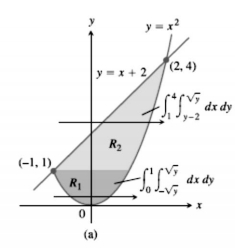 y
y = x²
y = x + 2
(2, 4)
∫₁⁴∫_{y−2}^{√y} dx dy
R₂
(−1, 1)
R₁
∫₀¹∫_{−√y}^{√y} dx dy
0
x
(a)